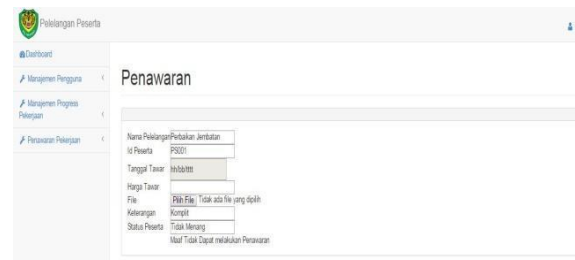 Pelelangan Peserta
Dashboard
Manajemen Pengguna
Manajemen Progress
Pekerjaan
Penawaran Pekerjaan
Penawaran
Nama Pelelangan Perbaikan Jembatan
Id Peserta PS001
Tanggal Tawar hh/bb/tttt
Harga Tawar
File Pilih File Tidak ada file yang dipilih
Keterangan Komplit
Status Peserta Tidak Menang
Maaf Tidak Dapat melakukan Penawaran